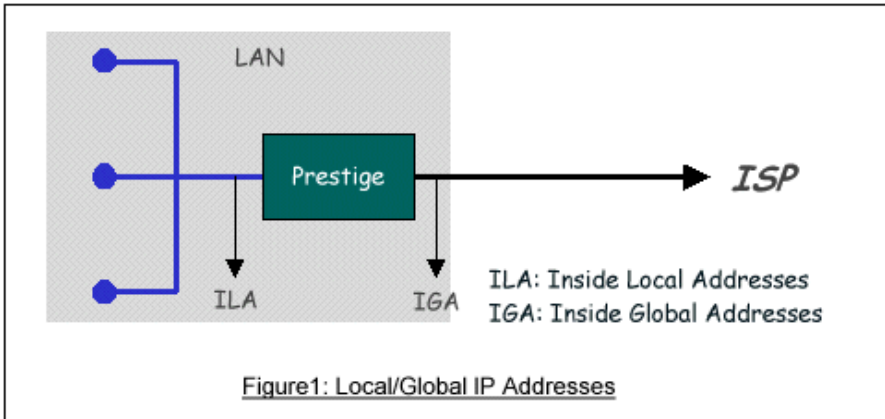 LAN
Prestige
ISP
ILA
IGA
ILA: Inside Local Addresses
IGA: Inside Global Addresses
Figure1: Local/Global IP Addresses